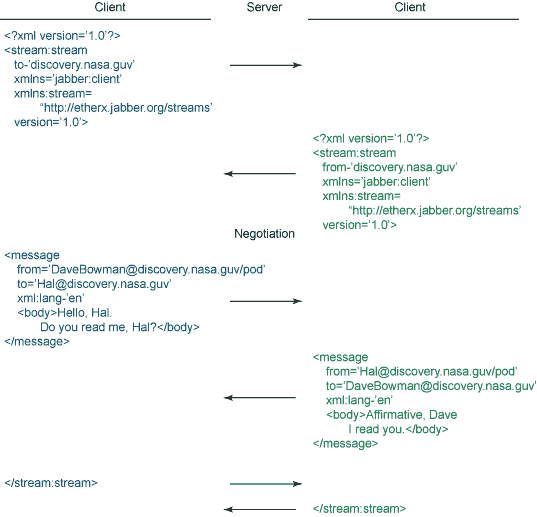 Client Server Client
<?xml version='1.0'?>
<stream:stream
to-'discovery.nasa.guv'
xmlns='jabber:client'
xmlns:stream=
“http://etherx.jabber.org/streams'
version='1.0'>
<?xml version='1.0'?>
<stream:stream
from-'discovery.nasa.guv'
xmlns='jabber:client'
xmlns:stream=
“http://etherx.jabber.org/streams'
version='1.0'>
Negotiation
<message
from='DaveBowman@discovery.nasa.guv/pod'
to='Hal@discovery.nasa.guv'
xml:lang-'en'
<body>Hello, Hal.
Do you read me, Hal?</body>
</message>
<message
from='Hal@discovery.nasa.guv/pod'
to='DaveBowman@discovery.nasa.guv'
xml:lang-'en'
<body>Affirmative, Dave
I read you.</body>
</message>
</stream:stream>
</stream:stream>